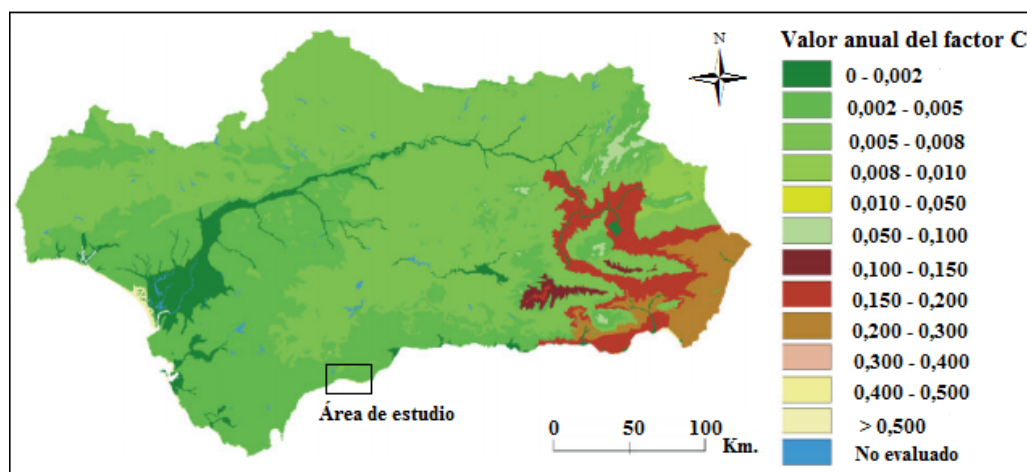 N
Valor anual del factor C
0 - 0,002
0,002 - 0,005
0,005 - 0,008
0,008 - 0,010
0,010 - 0,050
0,050 - 0,100
0,100 - 0,150
0,150 - 0,200
0,200 - 0,300
0,300 - 0,400
0,400 - 0,500
> 0,500
No evaluado
Área de estudio
0 50 100
Km.